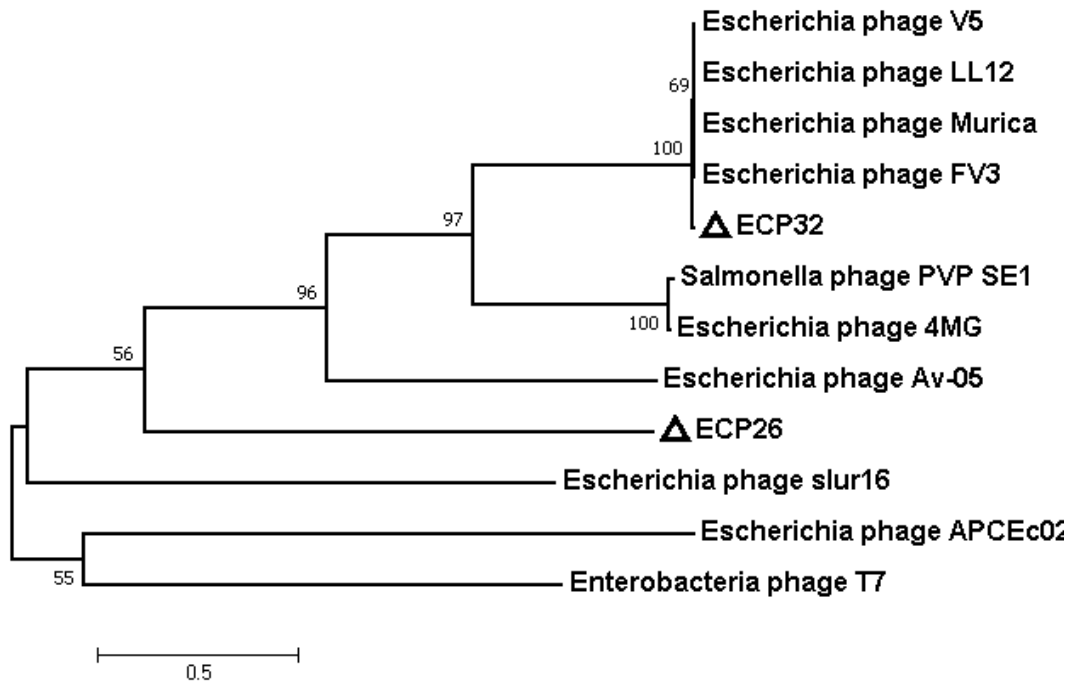 Escherichia phage V5
Escherichia phage LL12
69
Escherichia phage Murica
100
Escherichia phage FV3
97
ECP32
Salmonella phage PVP SE1
96
100
Escherichia phage 4MG
56
Escherichia phage Av-05
ECP26
Escherichia phage slur16
Escherichia phage APCEc02
55
Enterobacteria phage T7
0.5